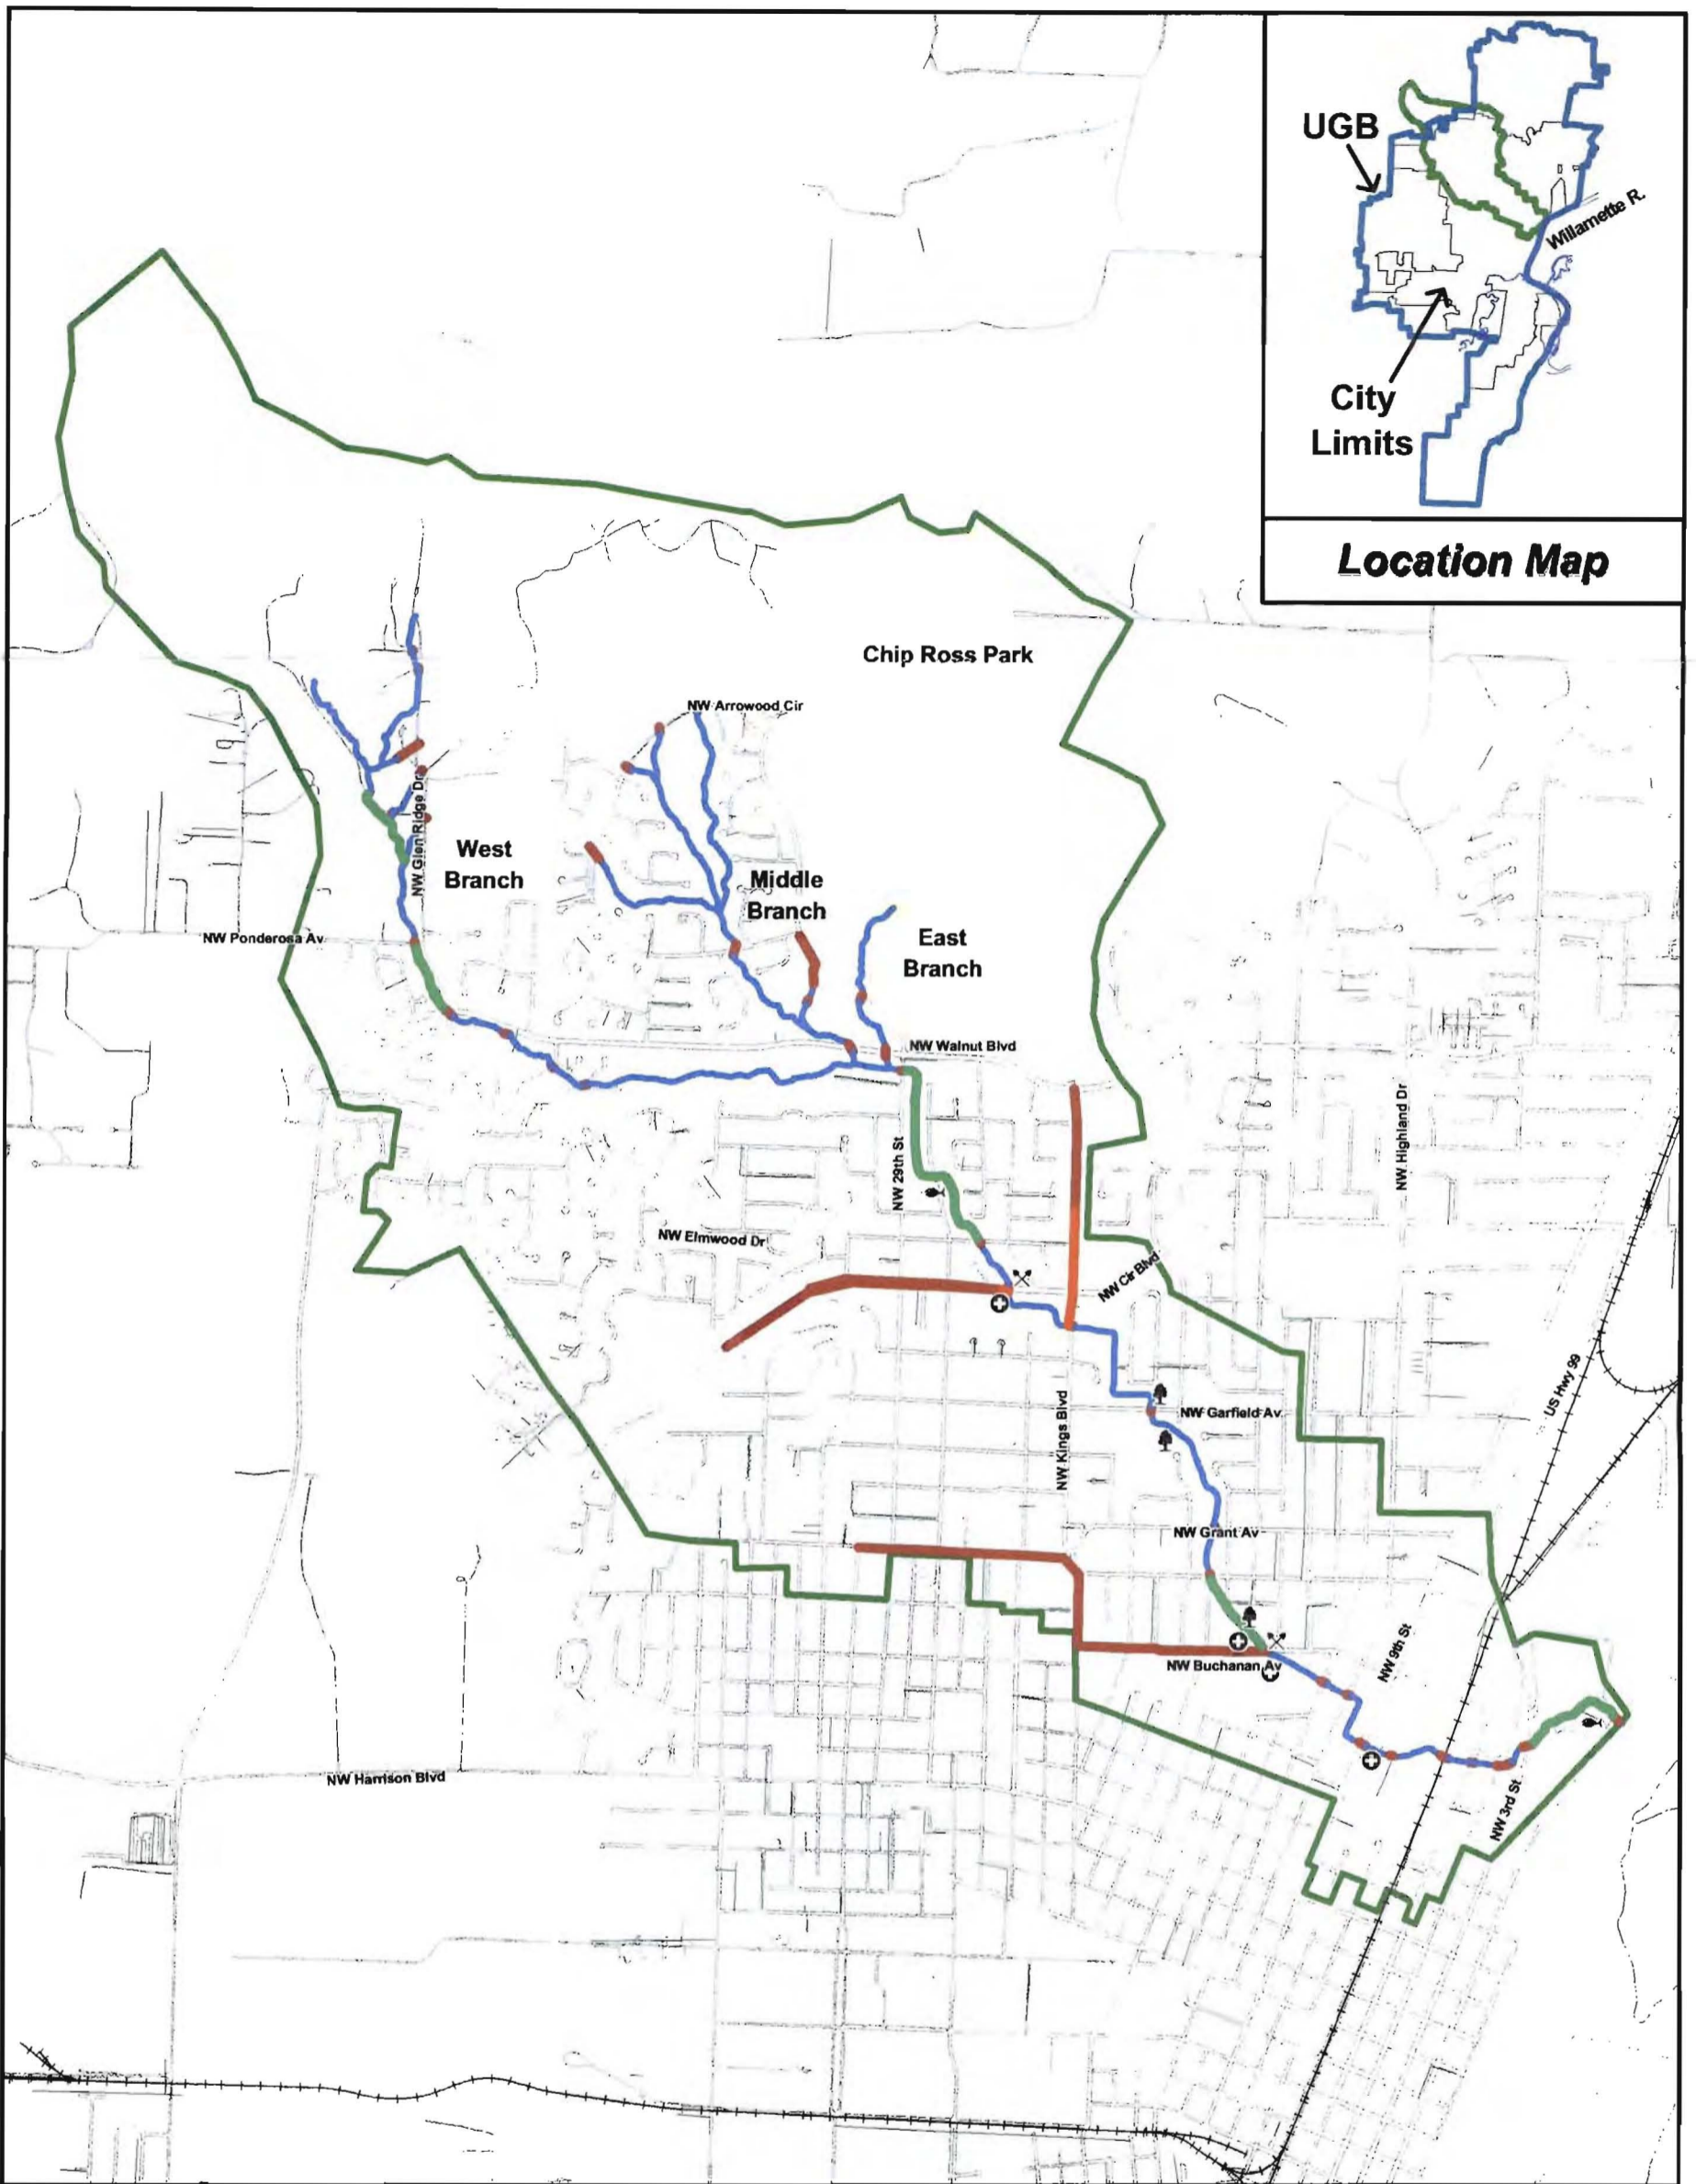 UGB
Willamette R.
City
Limits
Location Map
Chip Ross Park
NW Arrowood Cir
NW Glen Ridge Dr
West
Branch
Middle
Branch
East
Branch
NW Ponderosa Av
NW Walnut Blvd
NW 29th St
NW Highland Dr
NW Elmwood Dr
NW Cir Blvd
US Hwy 99
NW Kings Blvd
NW Garfield Av
NW Grant Av
NW 9th St
NW Buchanan Av
NW Harrison Blvd
NW 3rd St